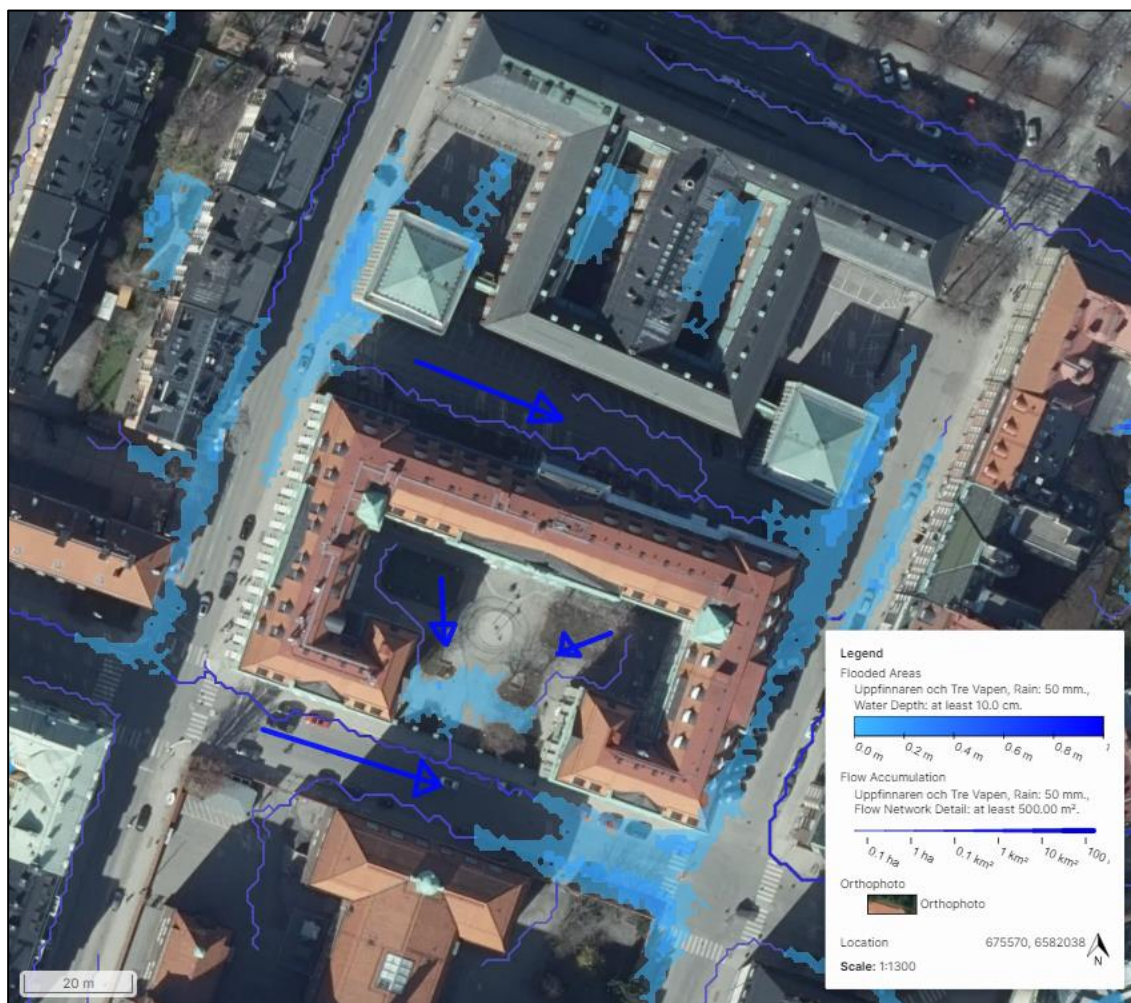 Legend
Flooded Areas
Uppfinnaren och Tre Vapen, Rain: 50 mm.,
Water Depth: at least 10.0 cm.
0.0 m 0.2 m 0.4 m 0.6 m 0.8 m
Flow Accumulation
Uppfinnaren och Tre Vapen, Rain: 50 mm.,
Flow Network Detail: at least 500.00 m².
0.1 ha 1 ha 0.1 km² 1 km² 10 km² 100
Orthophoto
Orthophoto
Location 675570, 6582038
Scale: 1:1300
N
20 m